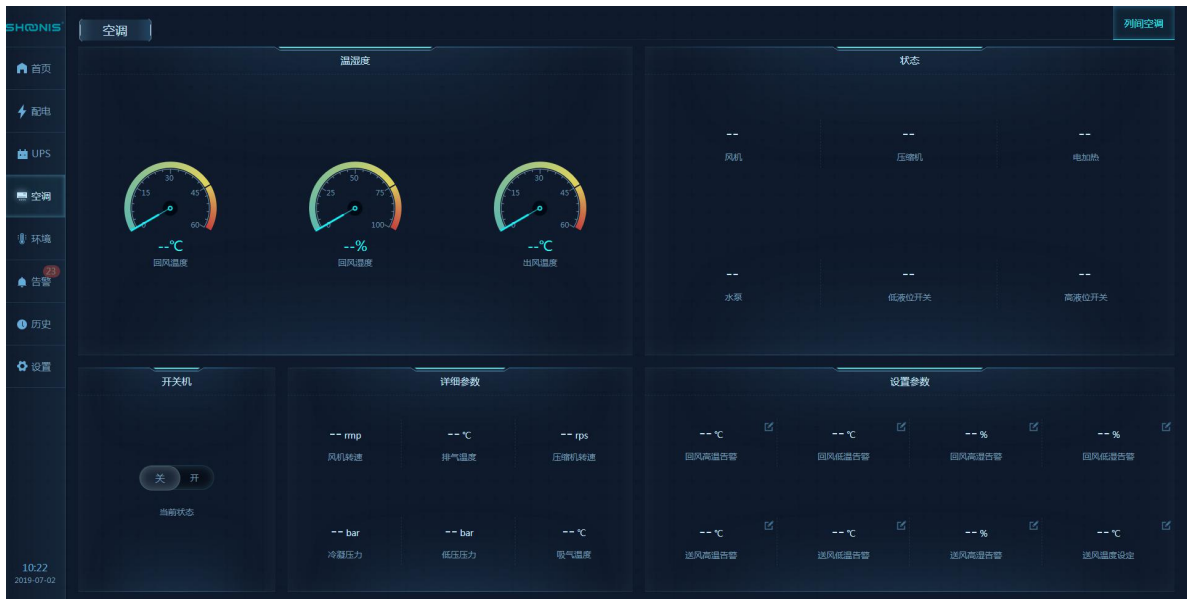 SHOONIS
空调
列间空调
首页
配电
UPS
空调
环境
告警
23
历史
设置
10:22
2019-07-02
温湿度
0 15 30 45 60
--℃
回风温度
0 25 50 75 100
--%
回风湿度
0 15 30 45 60
--℃
出风温度
状态
-- -- --
风机 压缩机 电加热
-- -- --
水泵 低液位开关 高液位开关
开关机
关 开
当前状态
详细参数
-- rmp -- ℃ -- rps
风机转速 排气温度 压缩机转速
-- bar -- bar -- ℃
冷凝压力 低压压力 吸气温度
设置参数
-- ℃ -- ℃ -- % -- %
回风高温告警 回风低温告警 回风高湿告警 回风低湿告警
-- ℃ -- ℃ -- % -- ℃
送风高温告警 送风低温告警 送风高湿告警 送风温度设定